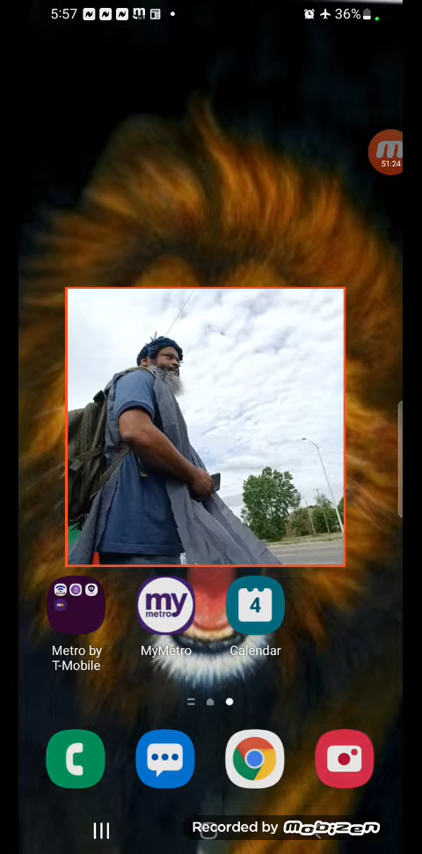 5:57
36%
51:24
my
metro
4
Metro by
T-Mobile
MyMetro
Calendar
Recorded by mobizen